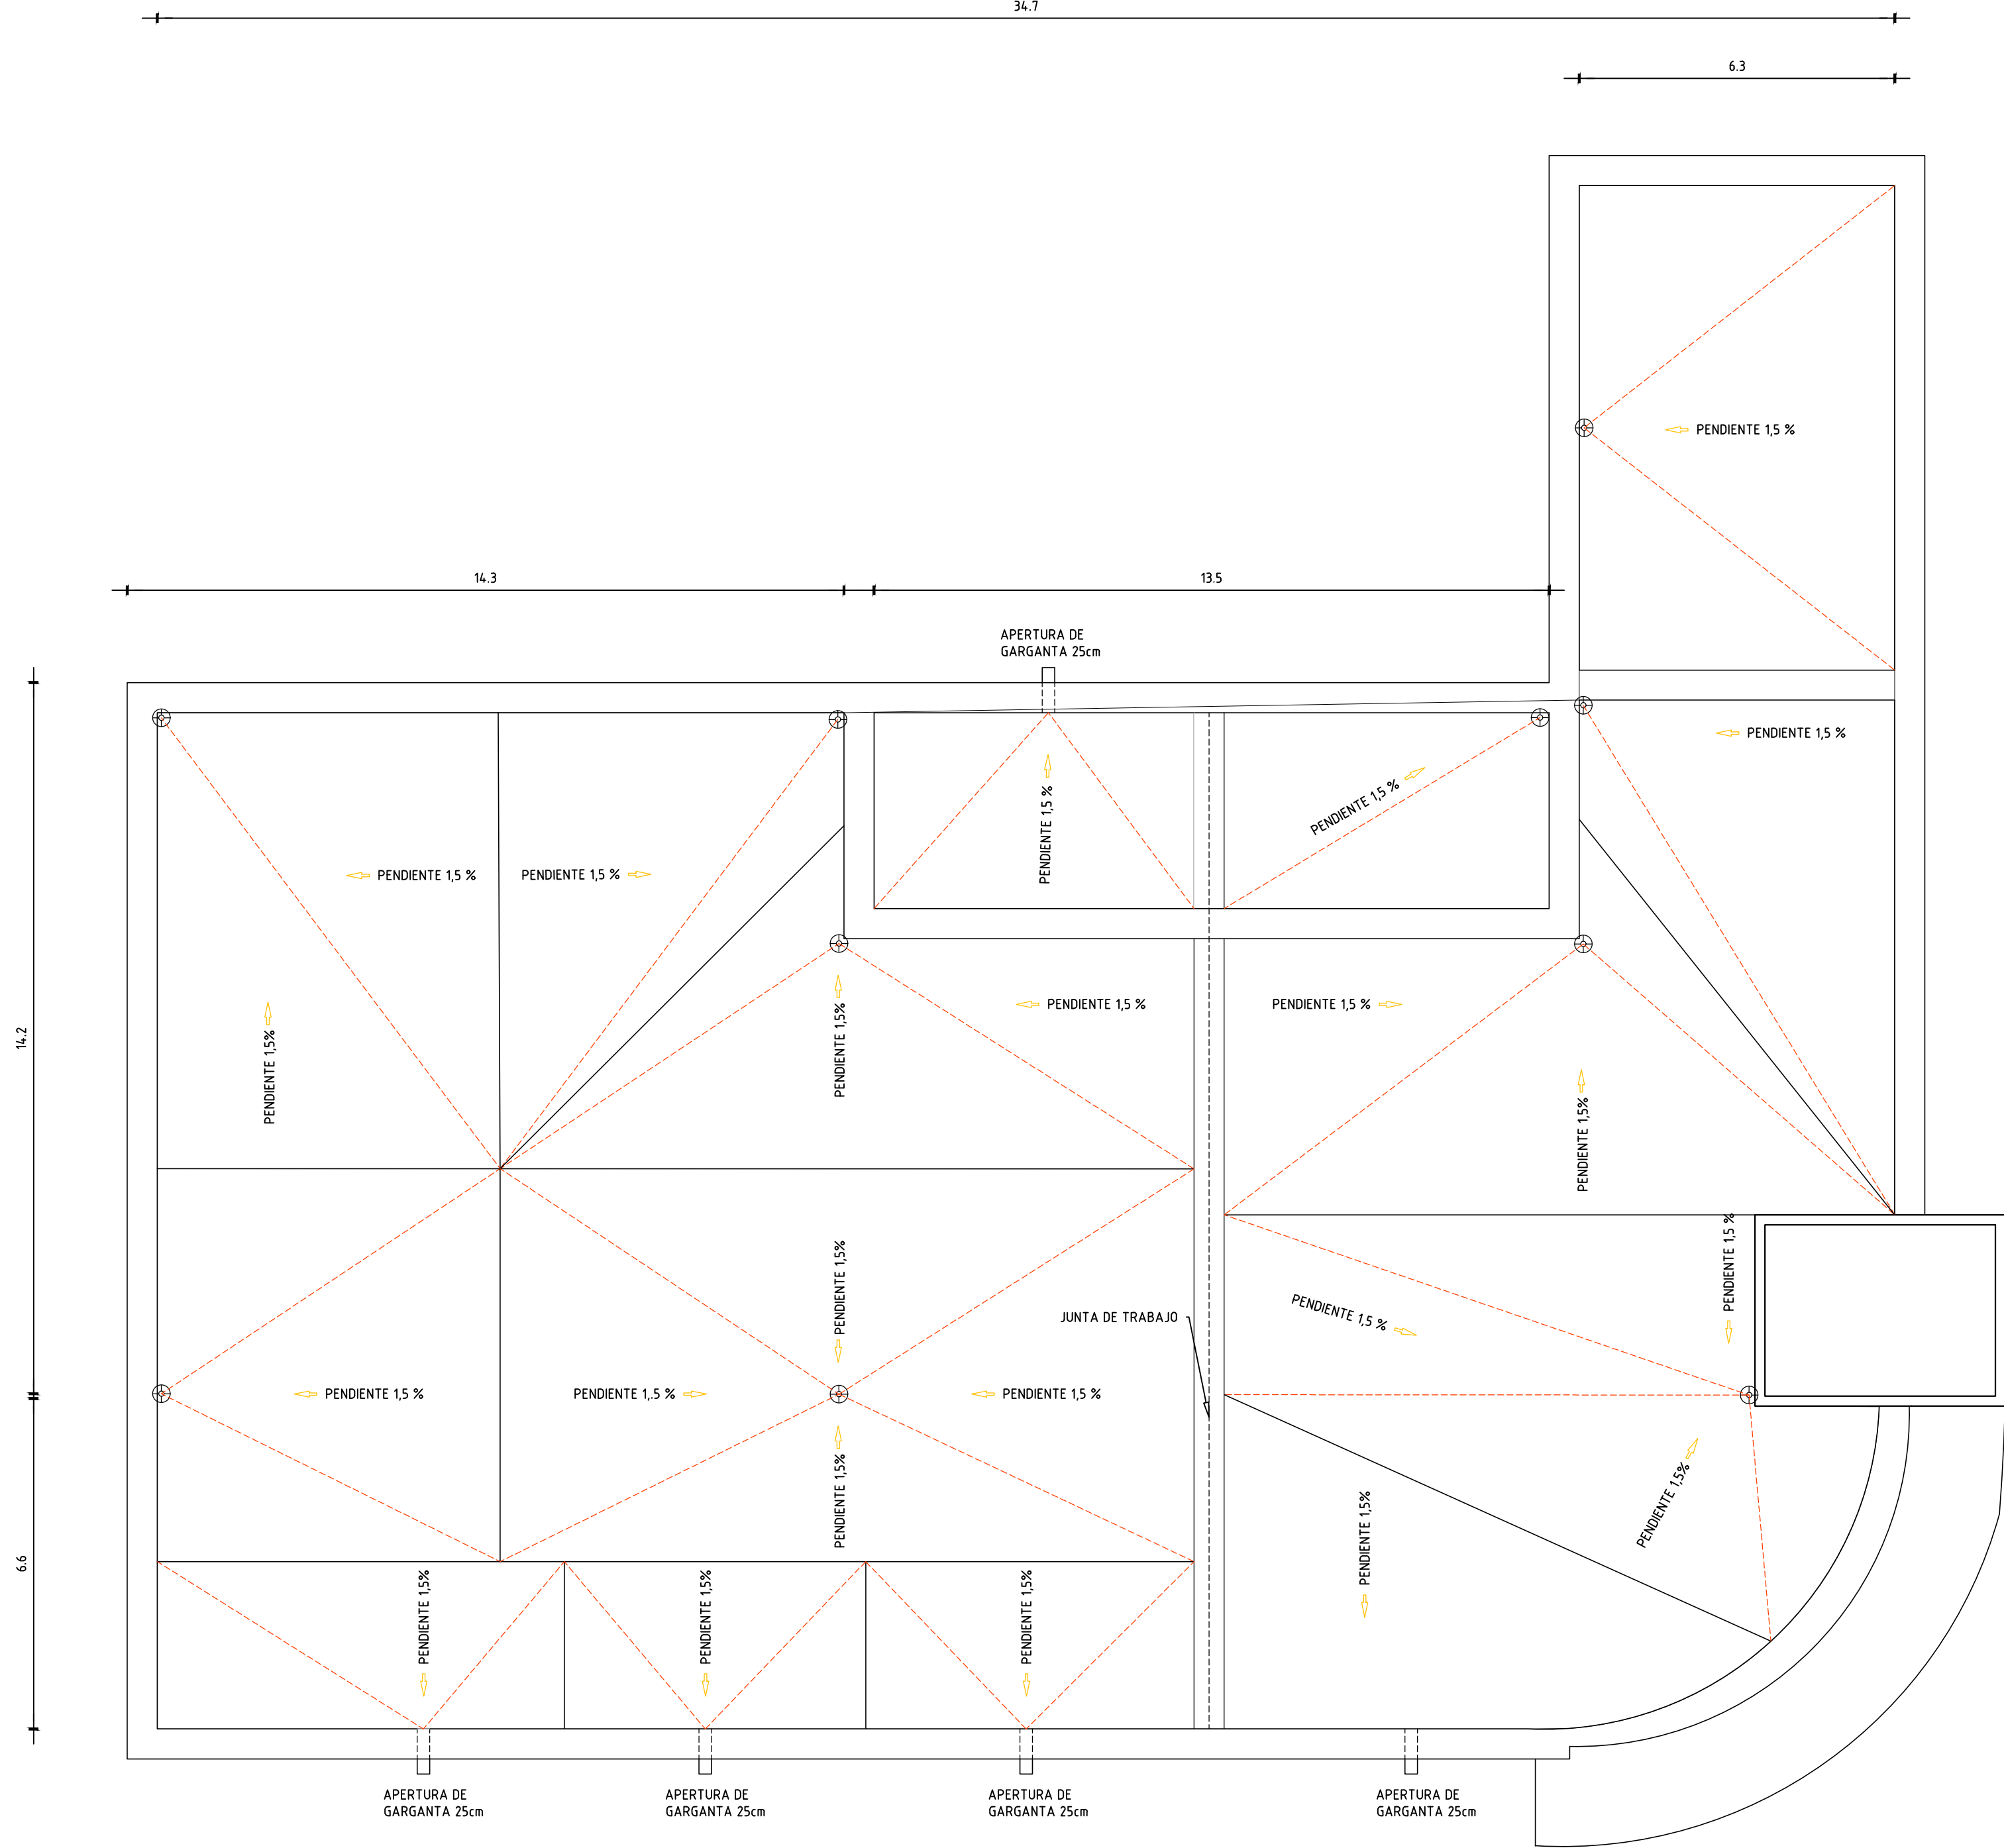 34.7
6.3
PENDIENTE 1,5 %
14.3
13.5
APERTURA DE
GARGANTA 25cm
PENDIENTE 1,5 %
PENDIENTE 1,5 %
PENDIENTE 1,5 %
PENDIENTE 1,5 %
PENDIENTE 1,5 %
PENDIENTE 1,5 %
PENDIENTE 1,5 %
PENDIENTE 1,5%
PENDIENTE 1,5%
PENDIENTE 1,5%
14.2
PENDIENTE 1,5 %
PENDIENTE 1,5%
JUNTA DE TRABAJO
PENDIENTE 1,5 %
PENDIENTE 1,5 %
PENDIENTE 1,.5 %
PENDIENTE 1,5 %
PENDIENTE 1,5%
PENDIENTE 1,5%
PENDIENTE 1,5%
6.6
PENDIENTE 1,5%
PENDIENTE 1,5%
PENDIENTE 1,5%
APERTURA DE
GARGANTA 25cm
APERTURA DE
GARGANTA 25cm
APERTURA DE
GARGANTA 25cm
APERTURA DE
GARGANTA 25cm